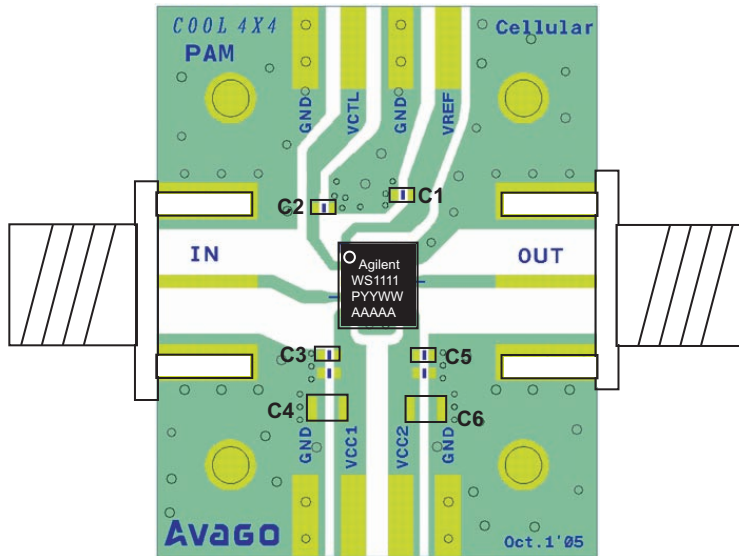 COOL 4X4
Cellular
PAM
GND
VCTL
GND
VREF
C2
C1
IN
OUT
Agilent
WS1111
PYYWW
AAAAA
C3
C5
C4
C6
GND
VCC1
VCC2
GND
Avago
Oct.1'05